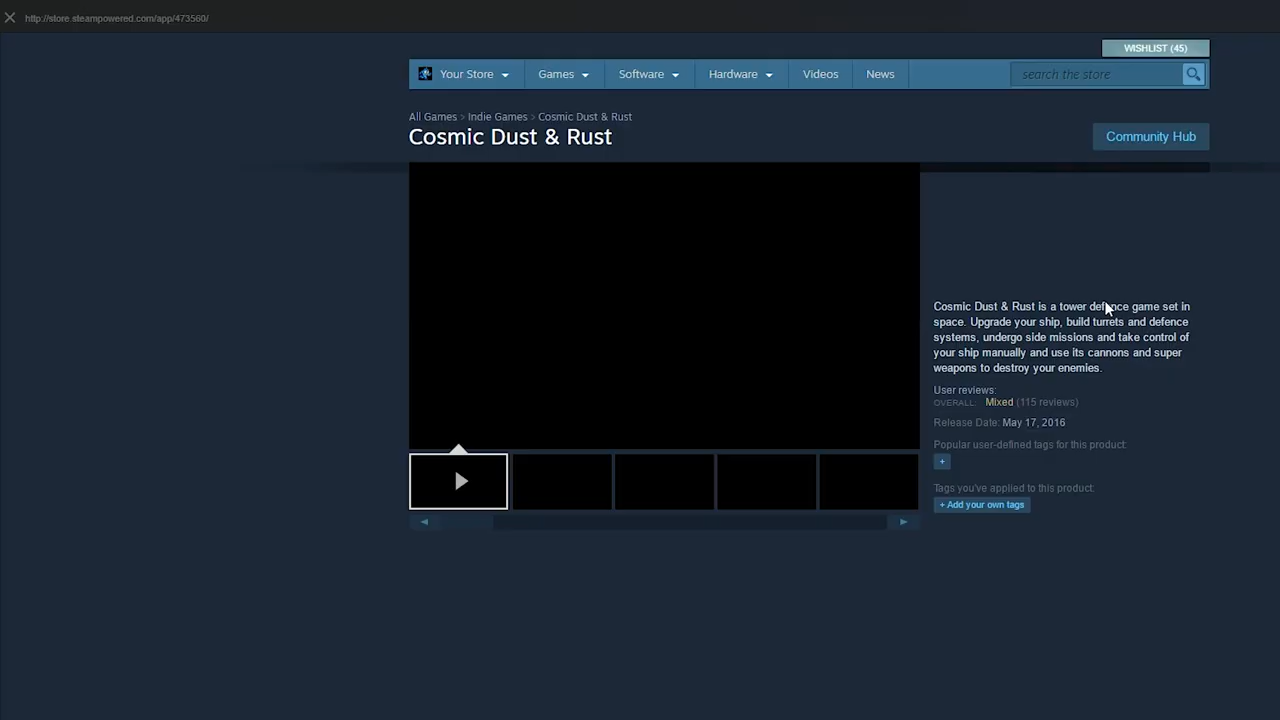 http://store.steampowered.com/app/473560/
WISHLIST (45)
Your Store Games Software Hardware Videos News search the store
All Games > Indie Games > Cosmic Dust & Rust
Cosmic Dust & Rust
Community Hub
Cosmic Dust & Rust is a tower defence game set in
space. Upgrade your ship, build turrets and defence
systems, undergo side missions and take control of
your ship manually and use its cannons and super
weapons to destroy your enemies.
User reviews:
OVERALL: Mixed (115 reviews)
Release Date: May 17, 2016
Popular user-defined tags for this product:
+
Tags you've applied to this product:
+ Add your own tags